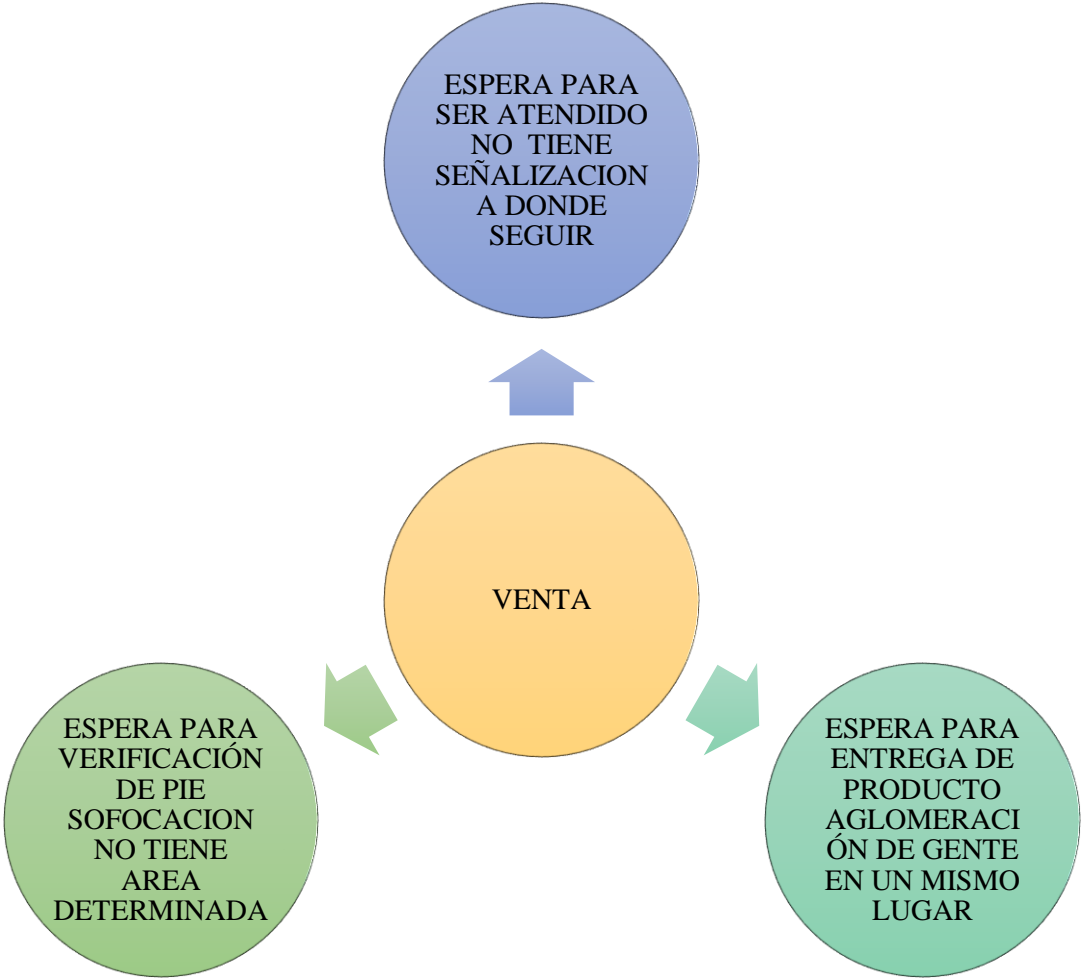 ESPERA PARA
SER ATENDIDO
NO TIENE
SEÑALIZACION
A DONDE
SEGUIR
VENTA
ESPERA PARA
VERIFICACIÓN
DE PIE
SOFOCACION
NO TIENE
AREA
DETERMINADA
ESPERA PARA
ENTREGA DE
PRODUCTO
AGLOMERACI
ÓN DE GENTE
EN UN MISMO
LUGAR